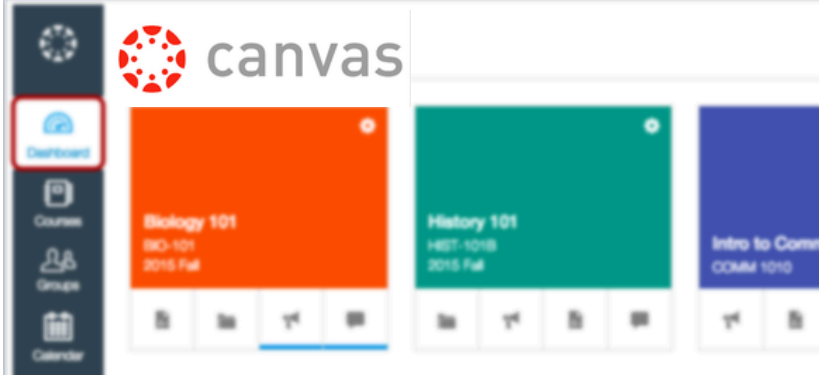 canvas
Dashboard
Courses
Groups
Calendar
Biology 101
BIO-101
2015 Fall
History 101
HIST-101B
2015 Fall
Intro to Comm
COMM 1010